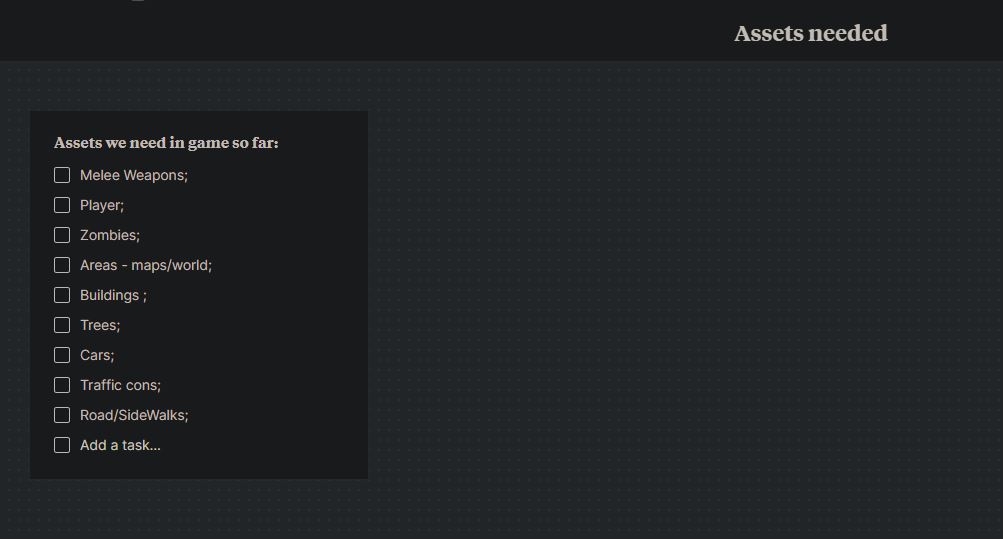 Assets needed
Assets we need in game so far:
Melee Weapons;
Player;
Zombies;
Areas - maps/world;
Buildings ;
Trees;
Cars;
Traffic cons;
Road/SideWalks;
Add a task...